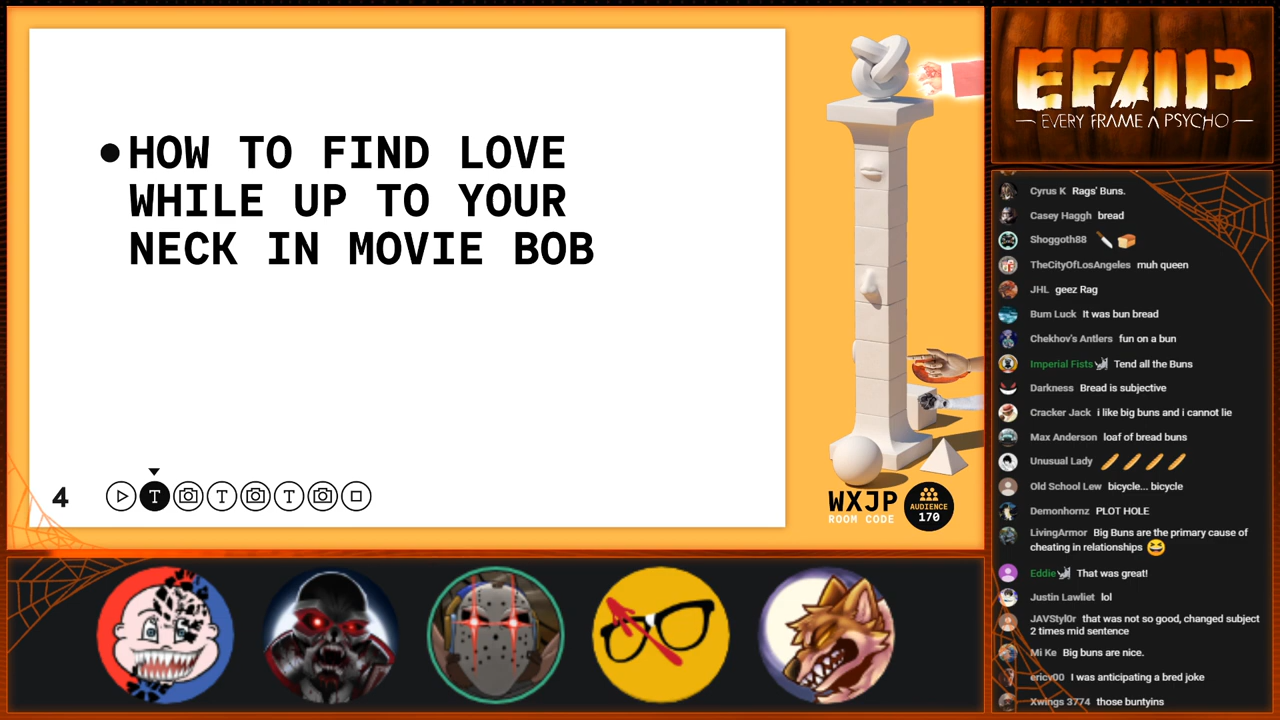 HOW TO FIND LOVE
WHILE UP TO YOUR
NECK IN MOVIE BOB
4
T
T
T
WXJP
ROOM CODE
AUDIENCE
170
EFAP
EVERY FRAME A PSYCHO
Cyrus K Rags' Buns.
Casey Haggh bread
Shoggoth88
TheCityOfLosAngeles muh queen
JHL geez Rag
Bum Luck It was bun bread
Chekhov's Antlers fun on a bun
Imperial Fists Tend all the Buns
Darkness Bread is subjective
Cracker Jack i like big buns and i cannot lie
Max Anderson loaf of bread buns
Unusual Lady
Old School Lew bicycle... bicycle
Demonhornz PLOT HOLE
LivingArmor Big Buns are the primary cause of
cheating in relationships
Eddie That was great!
Justin Lawliet lol
JAVStyl0r that was not so good, changed subject
2 times mid sentence
Mi Ke Big buns are nice.
ericv00 I was anticipating a bred joke
Xwings 3774 those buntyins